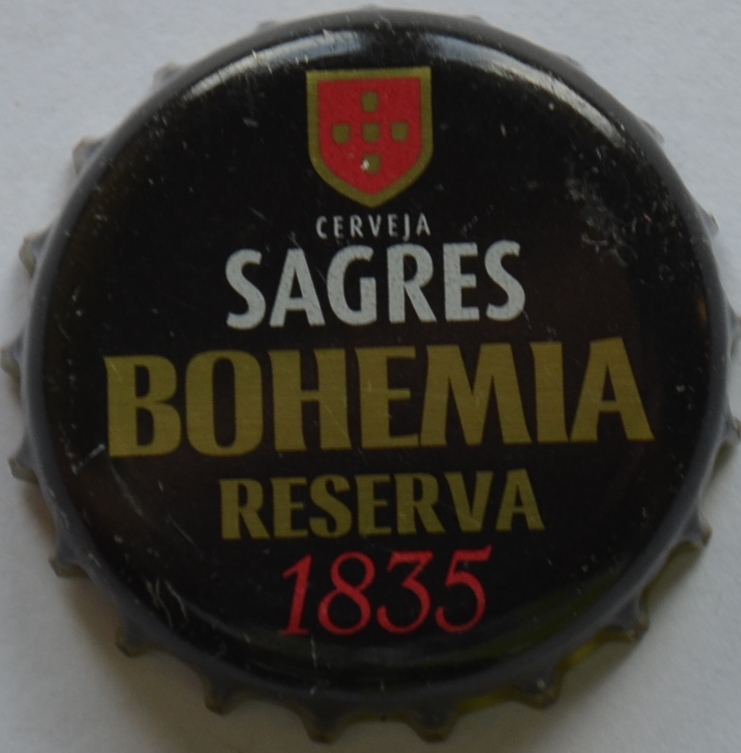 CERVEJA
SAGRES
BOHEMIA
RESERVA
1835